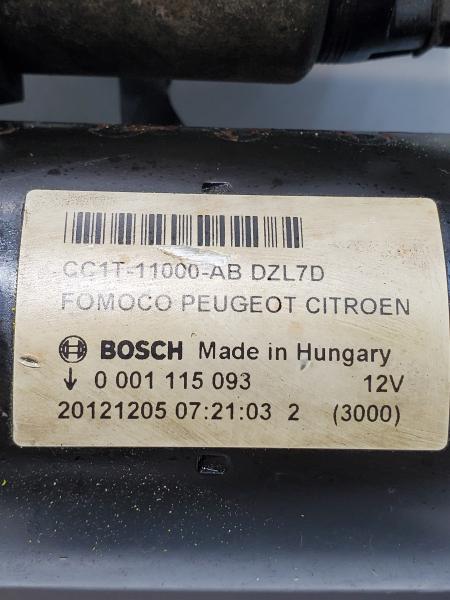 CC1T-11000-AB DZL7D
FOMOCO PEUGEOT CITROEN
BOSCH Made in Hungary
↓ 0 001 115 093 12V
20121205 07:21:03 2 (3000)